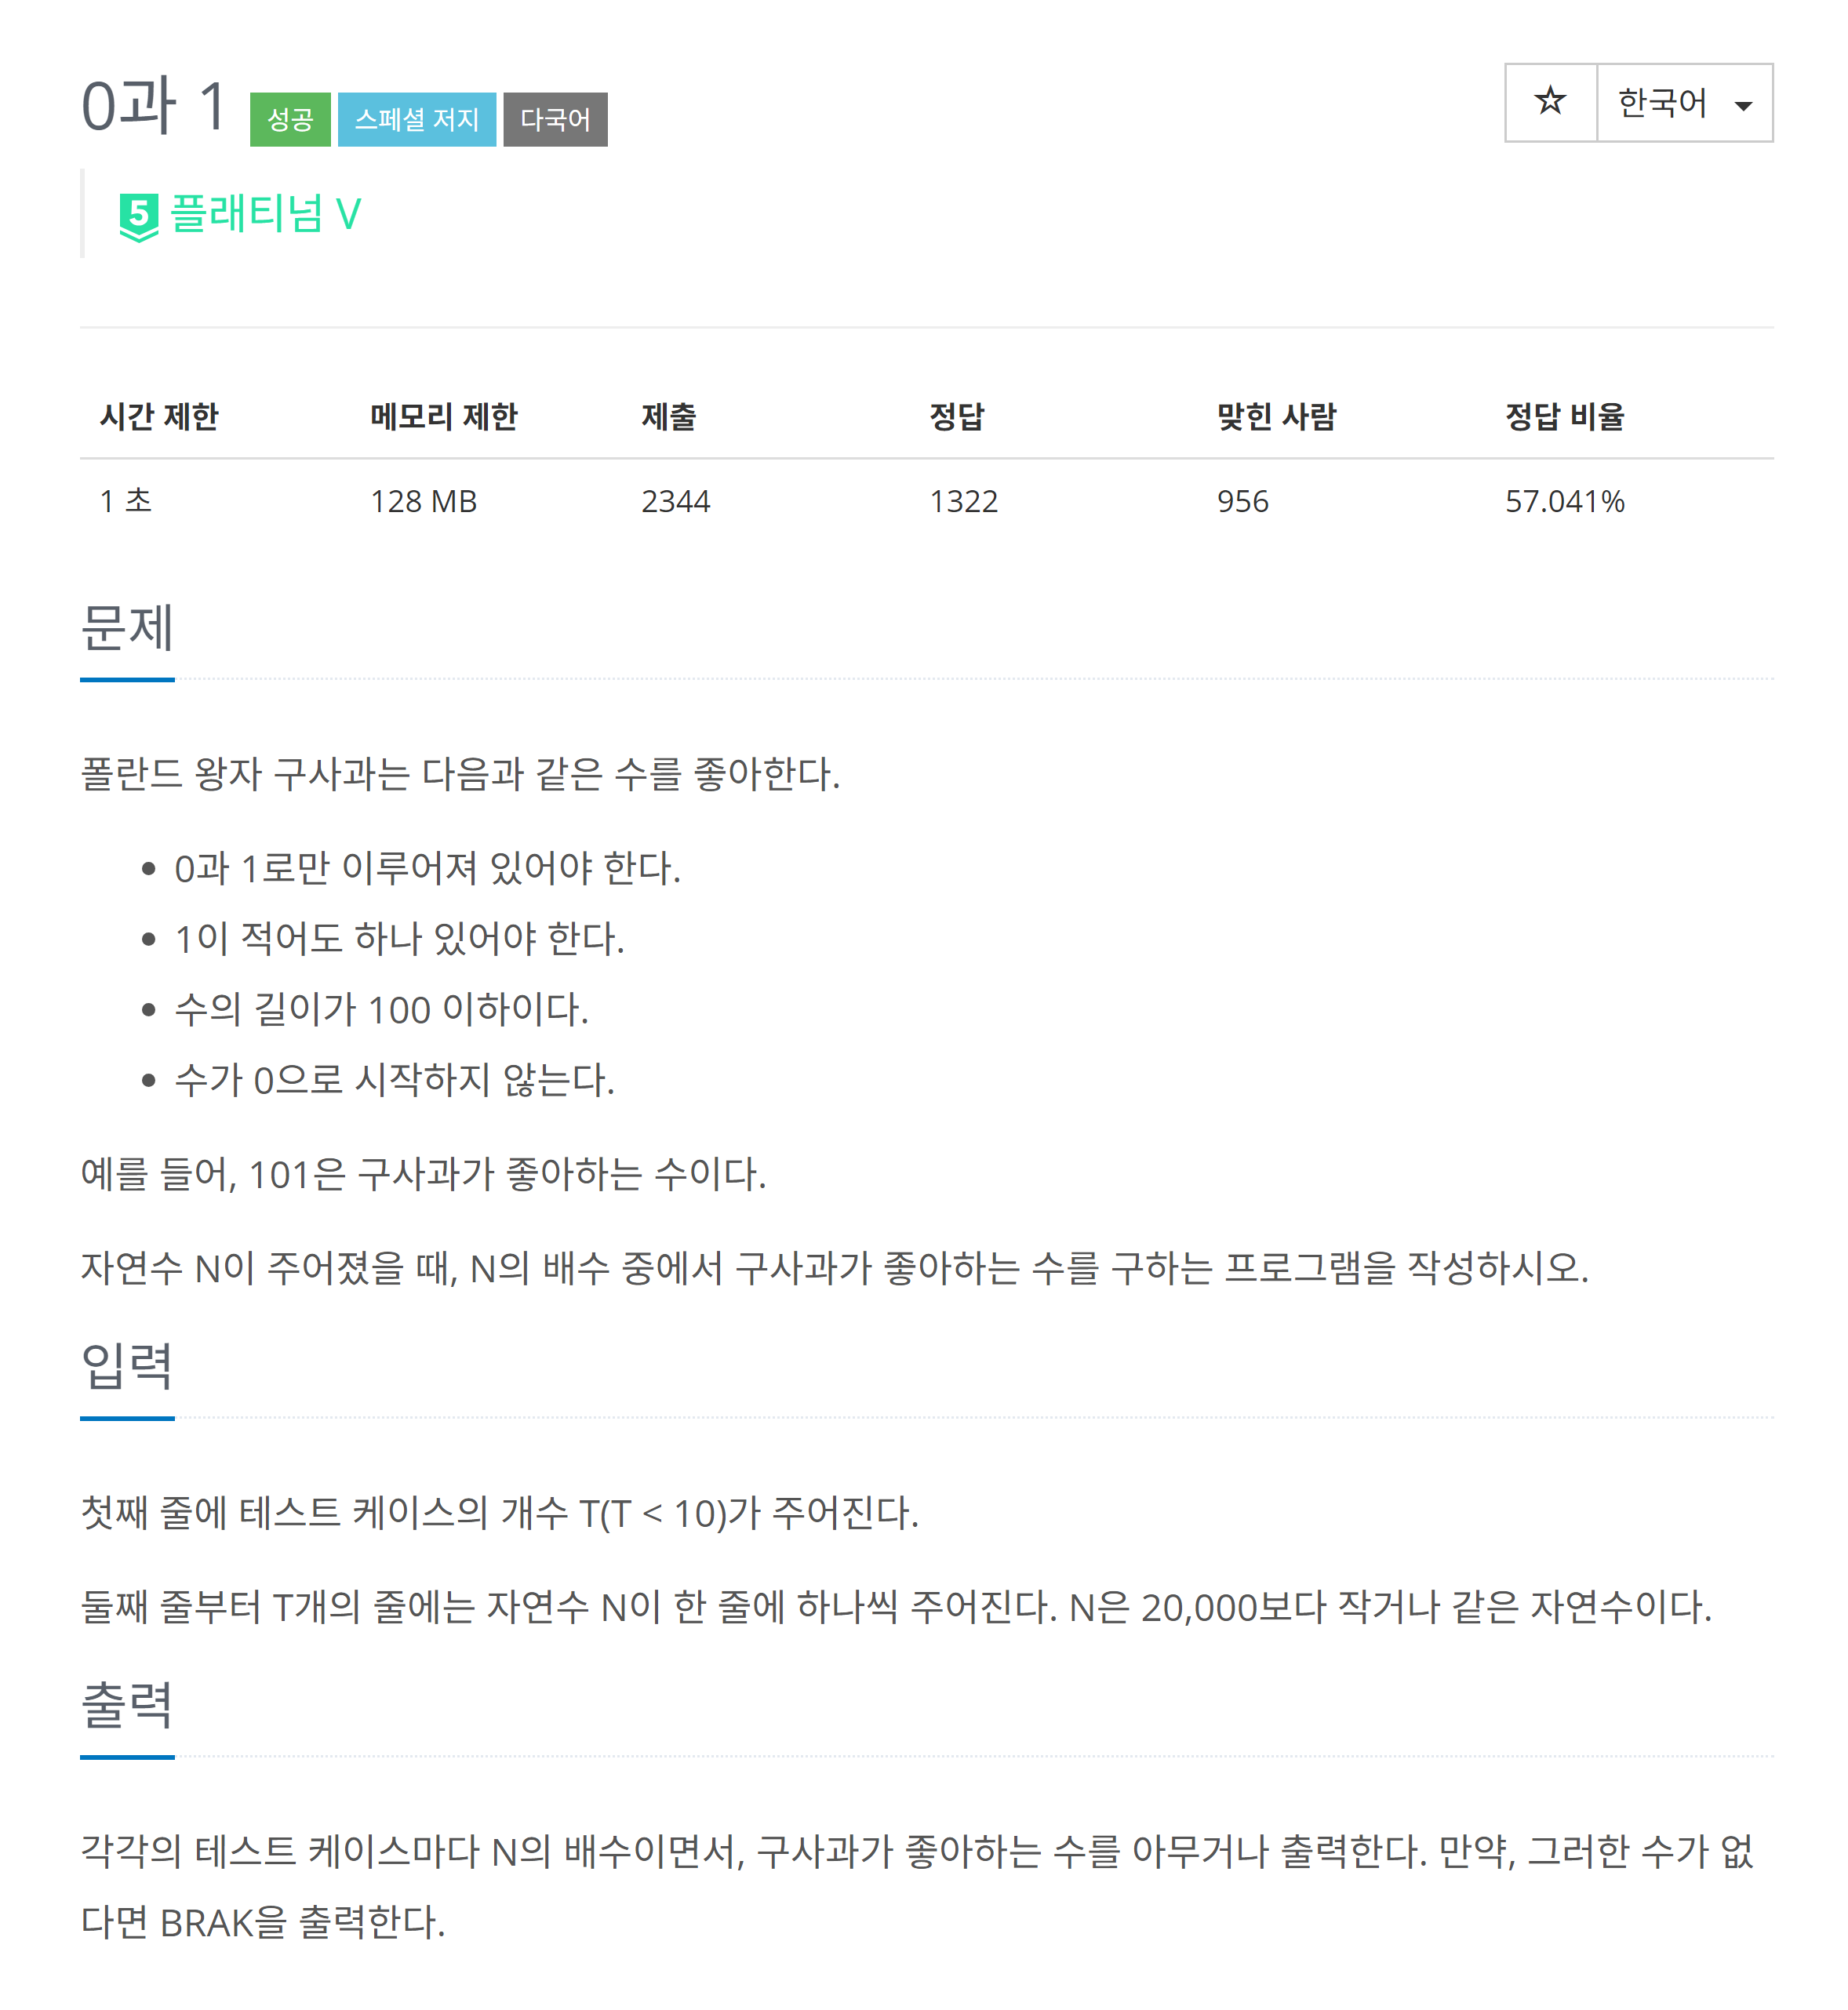 0과 1 성공 스페셜 저지 다국어 ☆ 한국어
5 플래티넘 V
시간 제한 메모리 제한 제출 정답 맞힌 사람 정답 비율
1 초 128 MB 2344 1322 956 57.041%
문제
폴란드 왕자 구사과는 다음과 같은 수를 좋아한다.
• 0과 1로만 이루어져 있어야 한다.
• 1이 적어도 하나 있어야 한다.
• 수의 길이가 100 이하이다.
• 수가 0으로 시작하지 않는다.
예를 들어, 101은 구사과가 좋아하는 수이다.
자연수 N이 주어졌을 때, N의 배수 중에서 구사과가 좋아하는 수를 구하는 프로그램을 작성하시오.
입력
첫째 줄에 테스트 케이스의 개수 T(T < 10)가 주어진다.
둘째 줄부터 T개의 줄에는 자연수 N이 한 줄에 하나씩 주어진다. N은 20,000보다 작거나 같은 자연수이다.
출력
각각의 테스트 케이스마다 N의 배수이면서, 구사과가 좋아하는 수를 아무거나 출력한다. 만약, 그러한 수가 없
다면 BRAK을 출력한다.